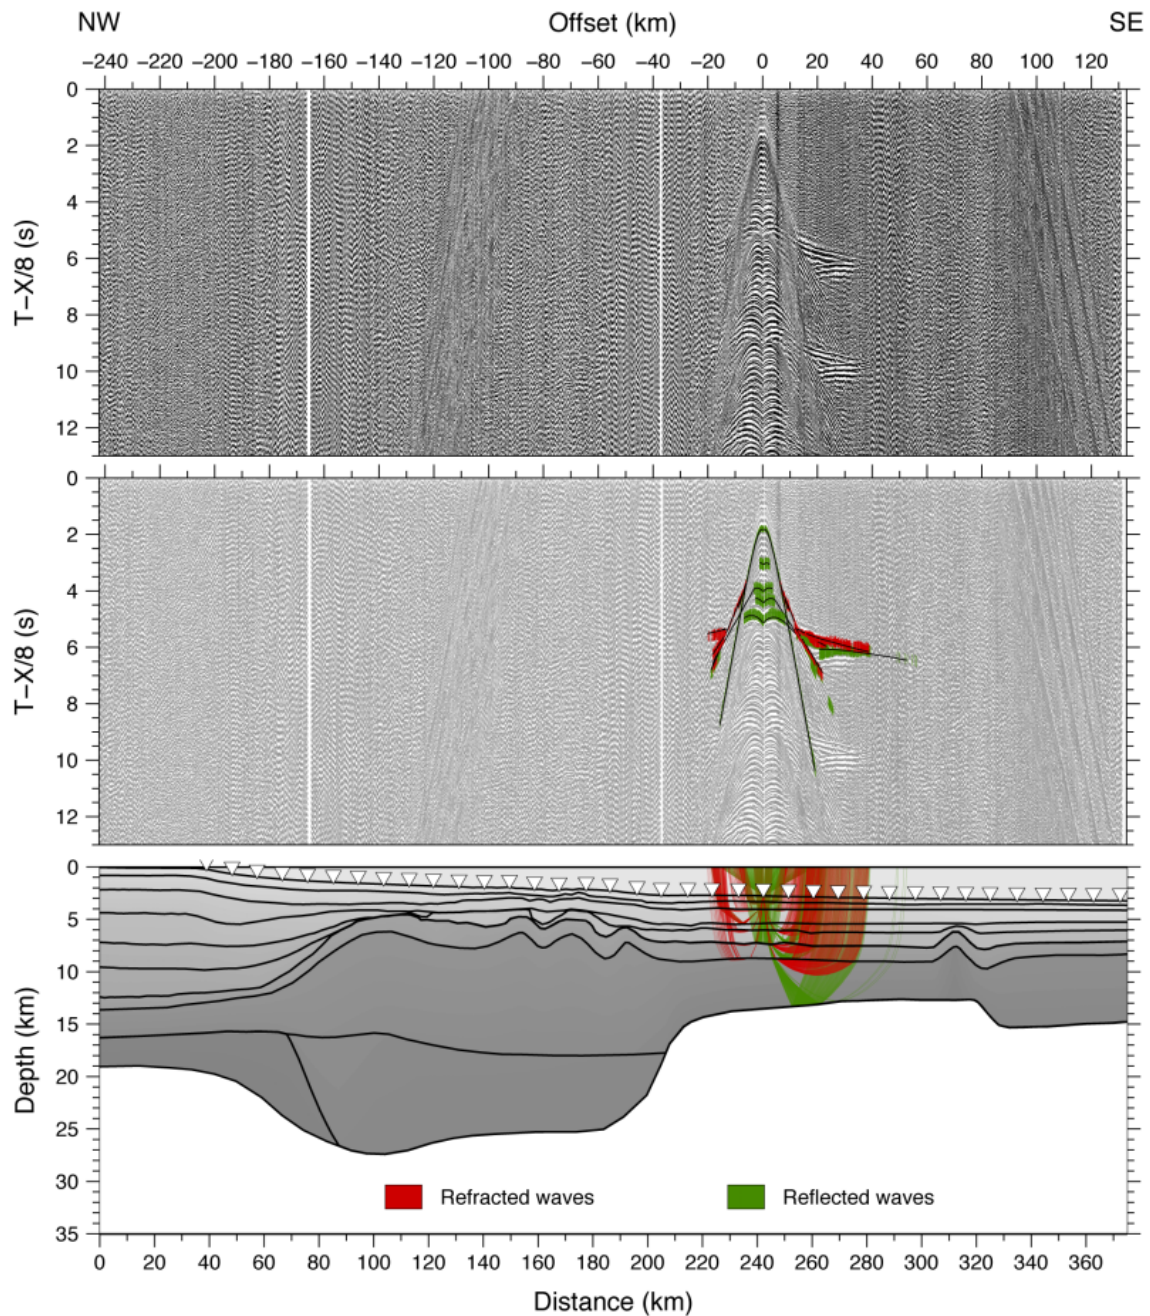 NW Offset (km) SE
−240 −220 −200 −180 −160 −140 −120 −100 −80 −60 −40 −20 0 20 40 60 80 100 120
0
2
4
6
8
10
12
T−X/8 (s)
0
2
4
6
8
10
12
T−X/8 (s)
0
5
10
15
20
25
30
35
Depth (km)
Refracted waves Reflected waves
0 20 40 60 80 100 120 140 160 180 200 220 240 260 280 300 320 340 360
Distance (km)